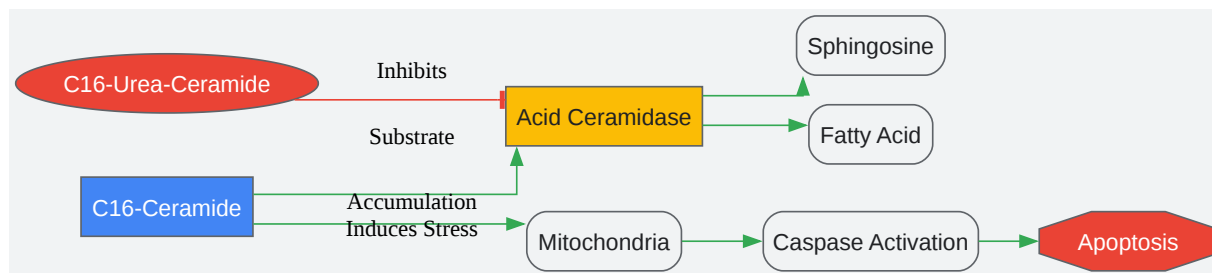 Sphingosine
C16-Urea-Ceramide
Inhibits
Acid Ceramidase
Substrate
Fatty Acid
C16-Ceramide
Accumulation
Induces Stress
Mitochondria
Caspase Activation
Apoptosis